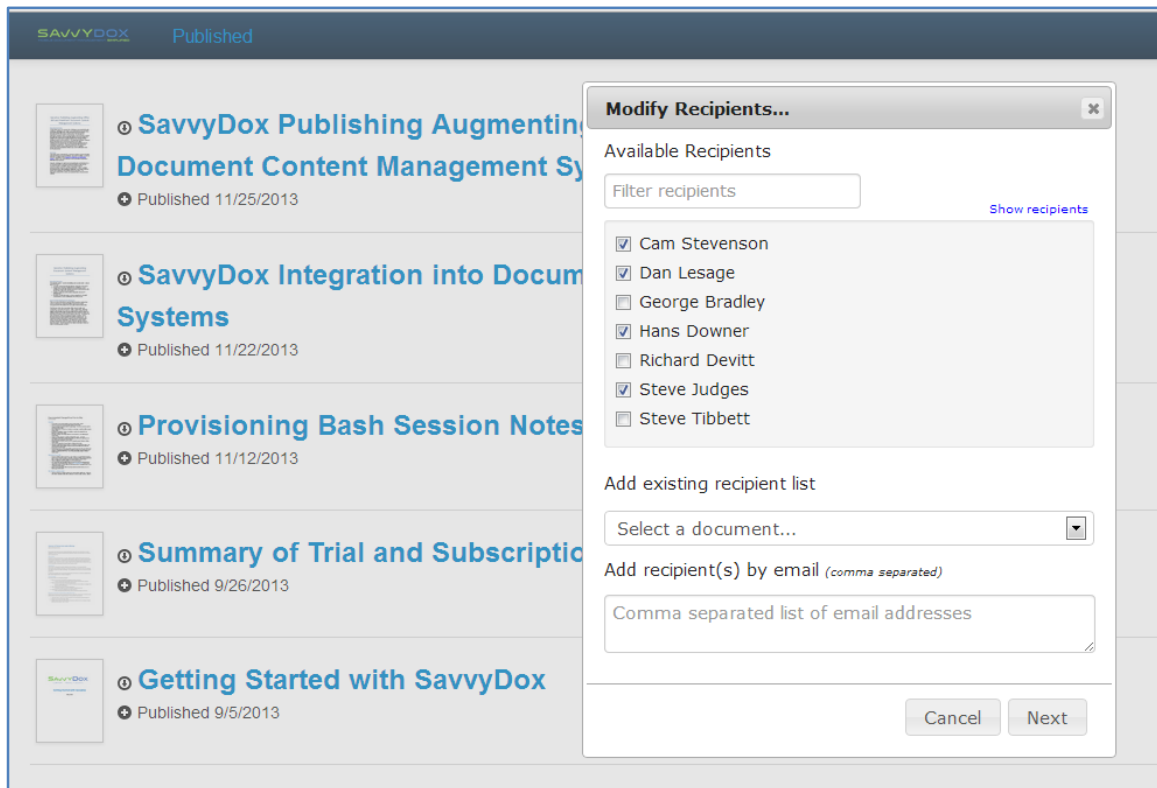 SAVVYDOX
Published
SavvyDox Publishing Augmenting
Document Content Management Sy
Published 11/25/2013
SavvyDox Integration into Docum
Systems
Published 11/22/2013
Provisioning Bash Session Notes
Published 11/12/2013
Summary of Trial and Subscriptio
Published 9/26/2013
SAVVYDOX
Getting Started with SavvyDox
Published 9/5/2013
Modify Recipients...
Available Recipients
Filter recipients
Show recipients
Cam Stevenson
Dan Lesage
George Bradley
Hans Downer
Richard Devitt
Steve Judges
Steve Tibbett
Add existing recipient list
Select a document...
Add recipient(s) by email (comma separated)
Comma separated list of email addresses
Cancel
Next